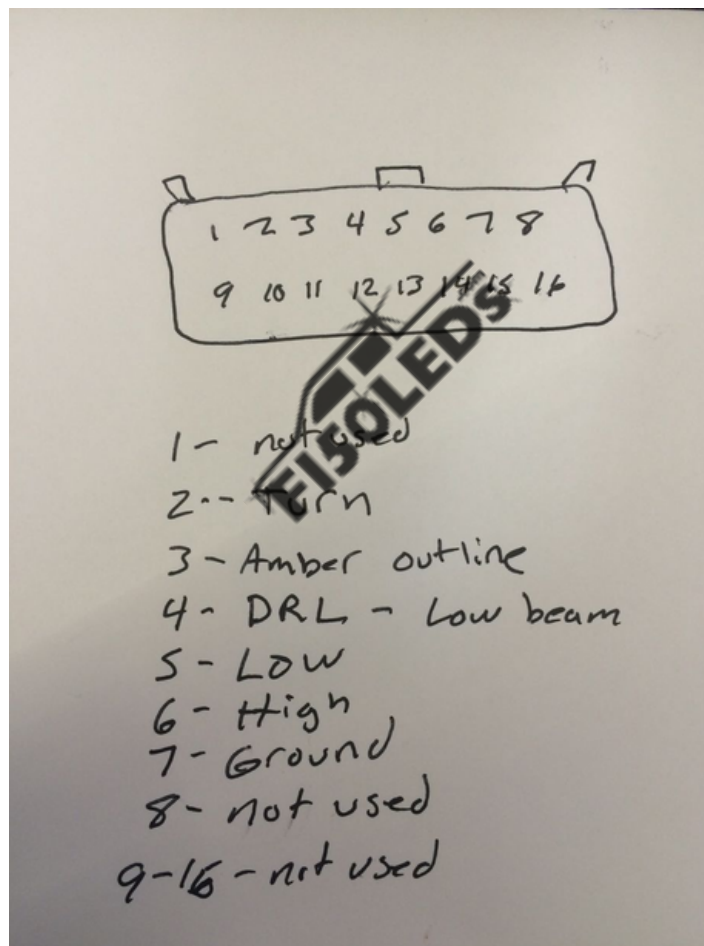 1 2 3 4 5 6 7 8
9 10 11 12 13 14 15 16
F150LEDS
1 - not used
2 -- Turn
3 - Amber outline
4 - DRL - Low beam
5 - Low
6 - High
7 - Ground
8 - not used
9-16 - not used